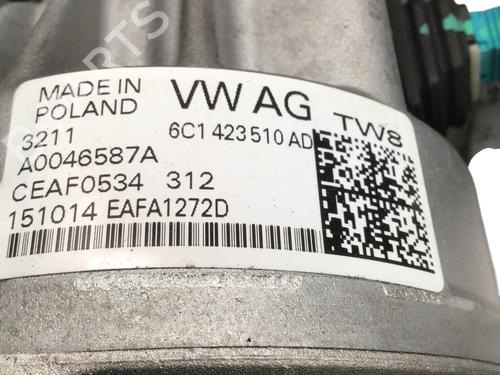 MADE IN
POLAND
VW AG
TW8
3211
6C1 423 510 AD
A0046587A
CEAF0534 312
151014 EAFA1272D